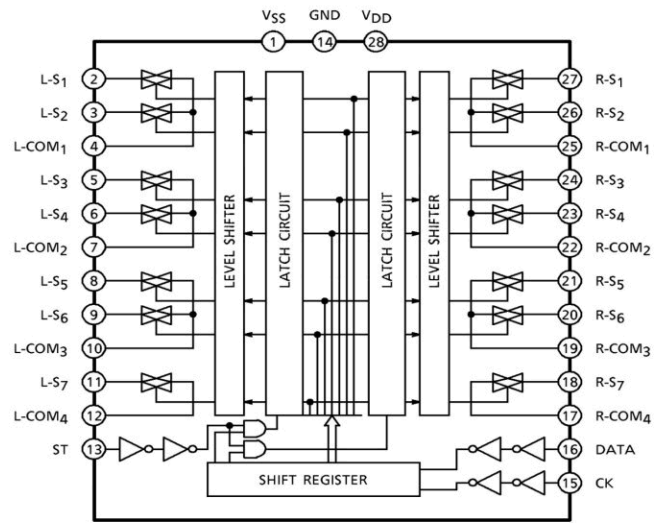 VSS GND VDD
1 14 28
L-S1 2 27 R-S1
L-S2 3 26 R-S2
L-COM1 4 25 R-COM1
L-S3 5 24 R-S3
L-S4 6 23 R-S4
L-COM2 7 22 R-COM2
L-S5 8 21 R-S5
L-S6 9 20 R-S6
L-COM3 10 19 R-COM3
L-S7 11 18 R-S7
L-COM4 12 17 R-COM4
ST 13 16 DATA
15 CK
LEVEL SHIFTER
LATCH CIRCUIT
LATCH CIRCUIT
LEVEL SHIFTER
SHIFT REGISTER